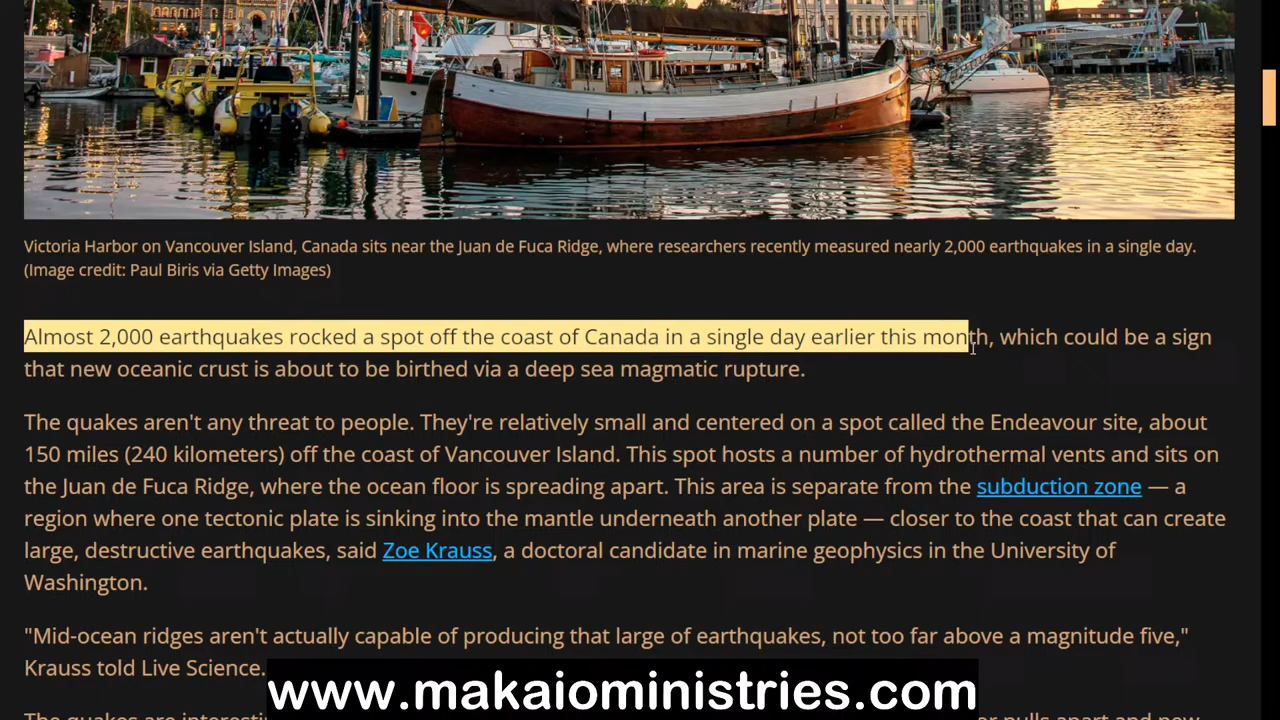 Victoria Harbor on Vancouver Island, Canada sits near the Juan de Fuca Ridge, where researchers recently measured nearly 2,000 earthquakes in a single day.
(Image credit: Paul Biris via Getty Images)
Almost 2,000 earthquakes rocked a spot off the coast of Canada in a single day earlier this month, which could be a sign
that new oceanic crust is about to be birthed via a deep sea magmatic rupture.
The quakes aren't any threat to people. They're relatively small and centered on a spot called the Endeavour site, about
150 miles (240 kilometers) off the coast of Vancouver Island. This spot hosts a number of hydrothermal vents and sits on
the Juan de Fuca Ridge, where the ocean floor is spreading apart. This area is separate from the subduction zone — a
region where one tectonic plate is sinking into the mantle underneath another plate — closer to the coast that can create
large, destructive earthquakes, said Zoe Krauss, a doctoral candidate in marine geophysics in the University of
Washington.
"Mid-ocean ridges aren't actually capable of producing that large of earthquakes, not too far above a magnitude five,"
Krauss told Live Science.
www.makaioministries.com
The quakes are pulls apart and new